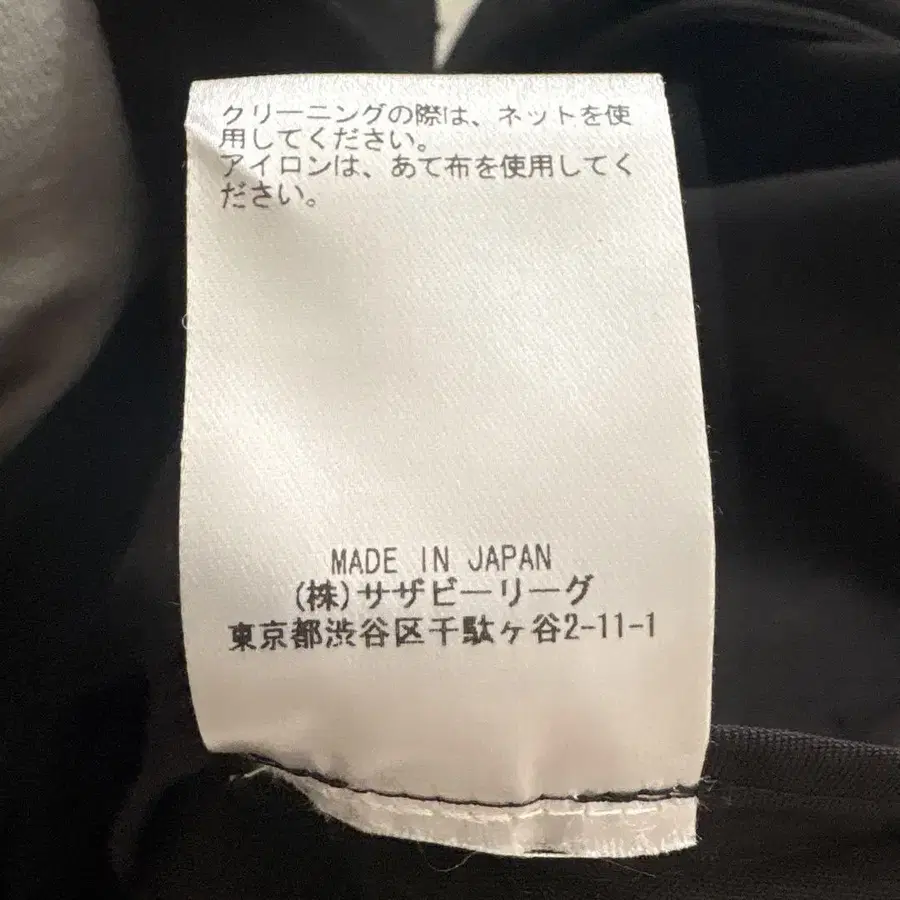 クリーニングの際は、ネットを使
用してください。
アイロンは、あて布を使用してく
ださい。
MADE IN JAPAN
(株)サザビーリーグ
東京都渋谷区千駄ヶ谷2-11-1